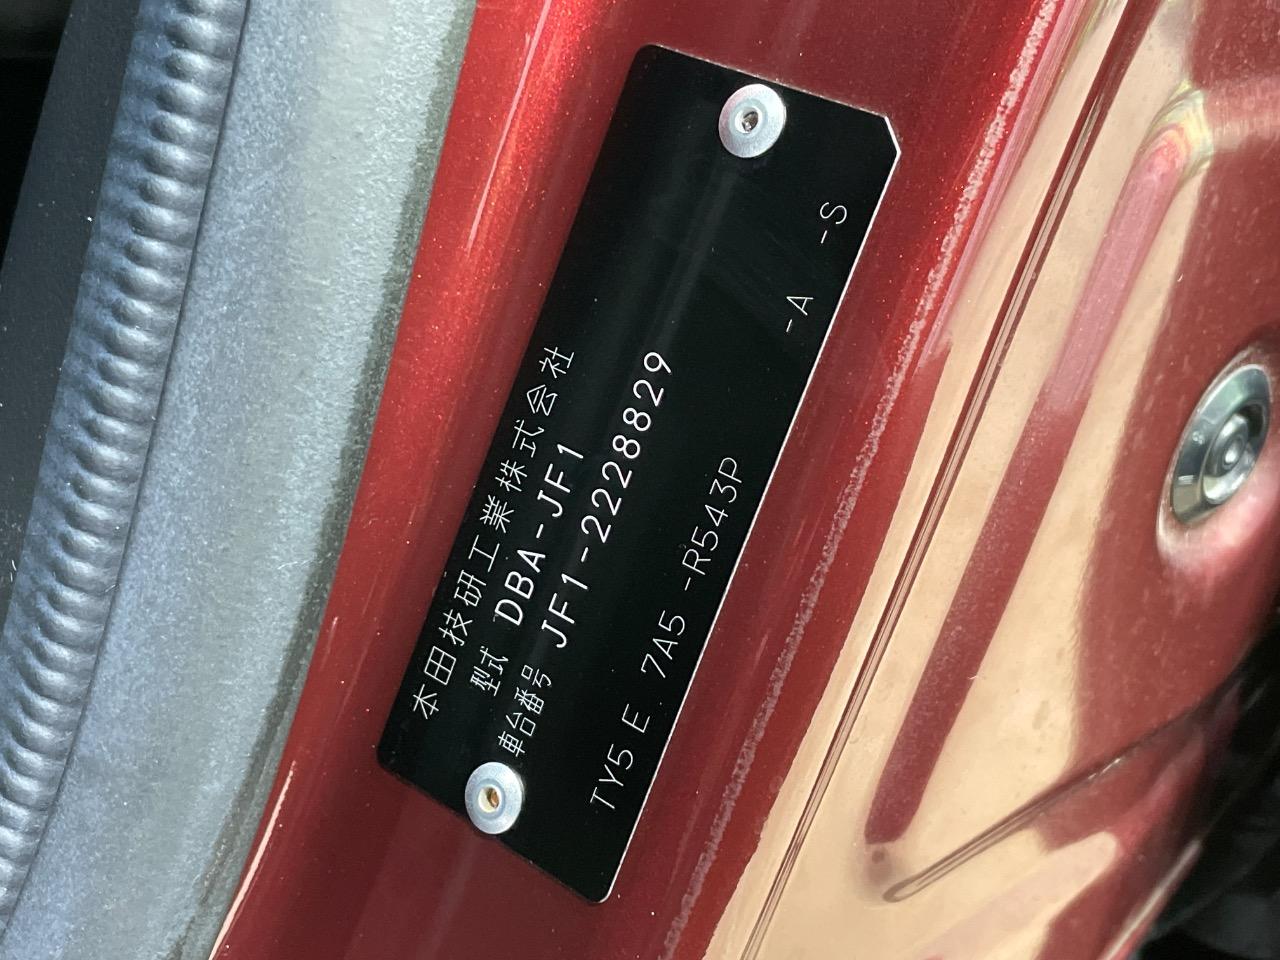 本田技研工業株式会社
型式 DBA-JF1
車台番号 JF1-2228829
TY5 E 7A5 -R543P -A -S